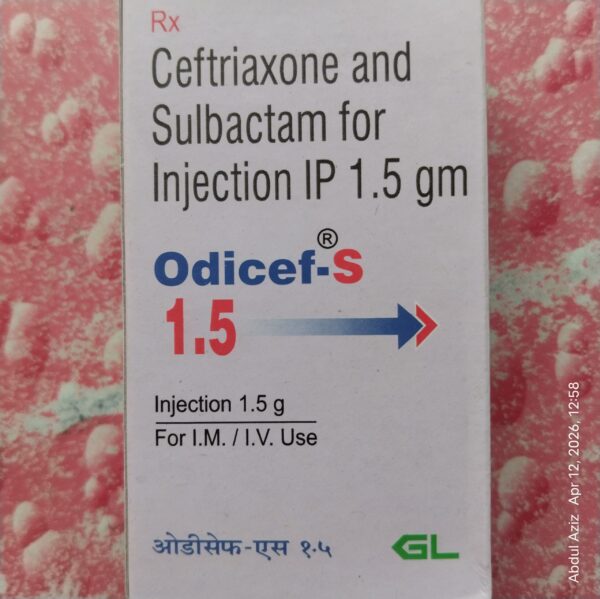 Rx
Ceftriaxone and
Sulbactam for
Injection IP 1.5 gm
Odicef®-S
1.5
Injection 1.5 g
For I.M. / I.V. Use
ओडीसेफ-एस १.५
GL
Abdul Aziz Apr 12, 2026, 12:58